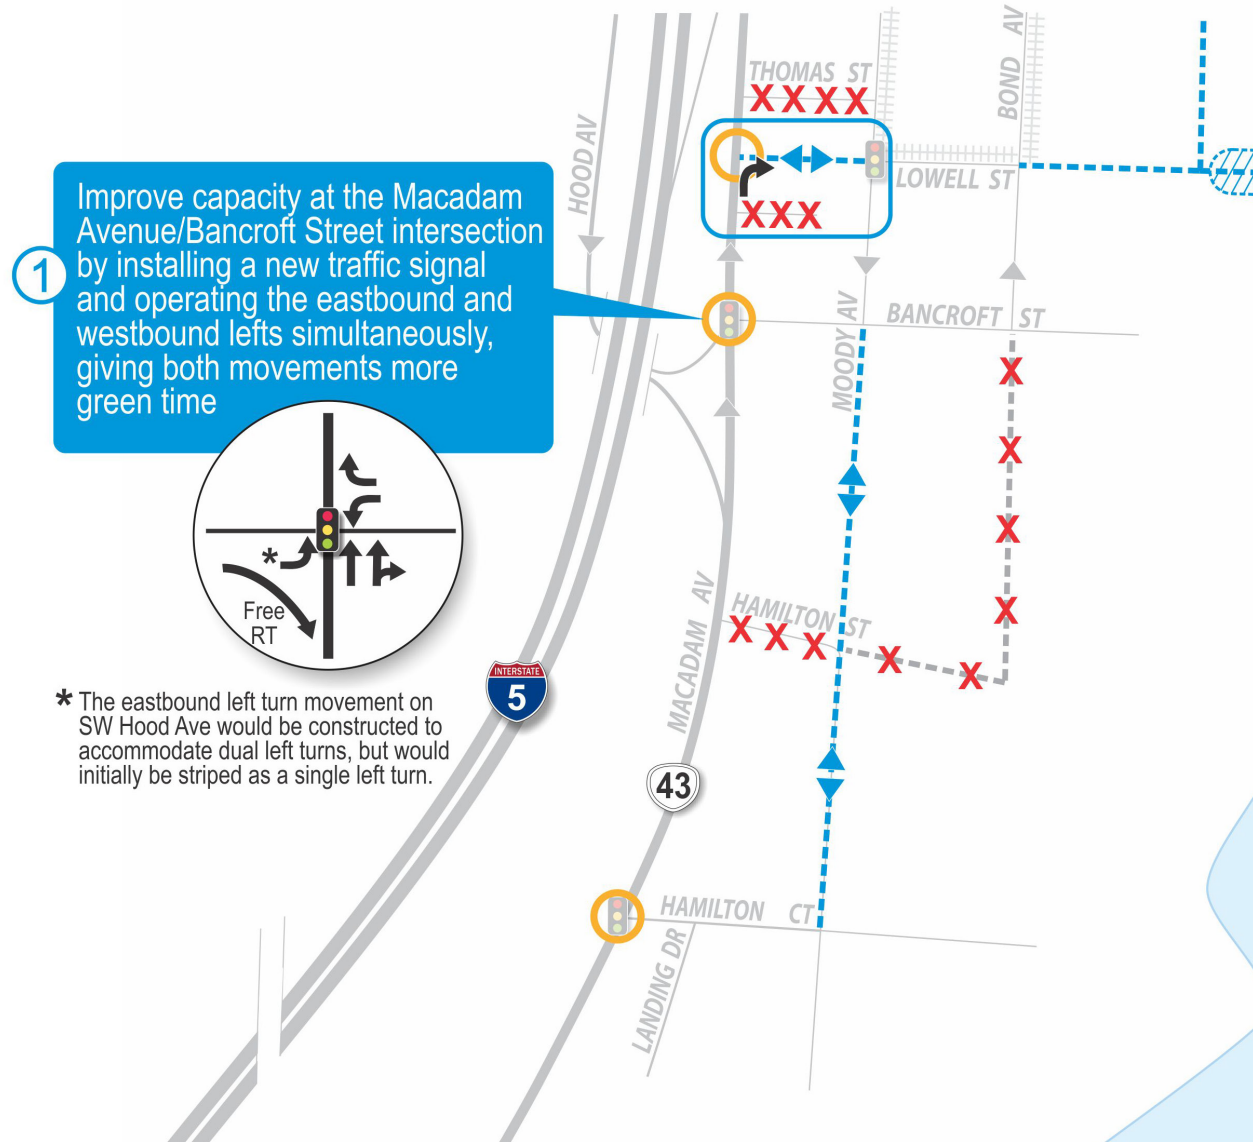 THOMAS ST
BOND AV
HOOD AV
LOWELL ST
1
Improve capacity at the Macadam
Avenue/Bancroft Street intersection
by installing a new traffic signal
and operating the eastbound and
westbound lefts simultaneously,
giving both movements more
green time
BANCROFT ST
MOODY AV
*
Free
RT
HAMILTON ST
MACADAM AV
INTERSTATE
5
* The eastbound left turn movement on
SW Hood Ave would be constructed to
accommodate dual left turns, but would
initially be striped as a single left turn.
43
HAMILTON CT
LANDING DR